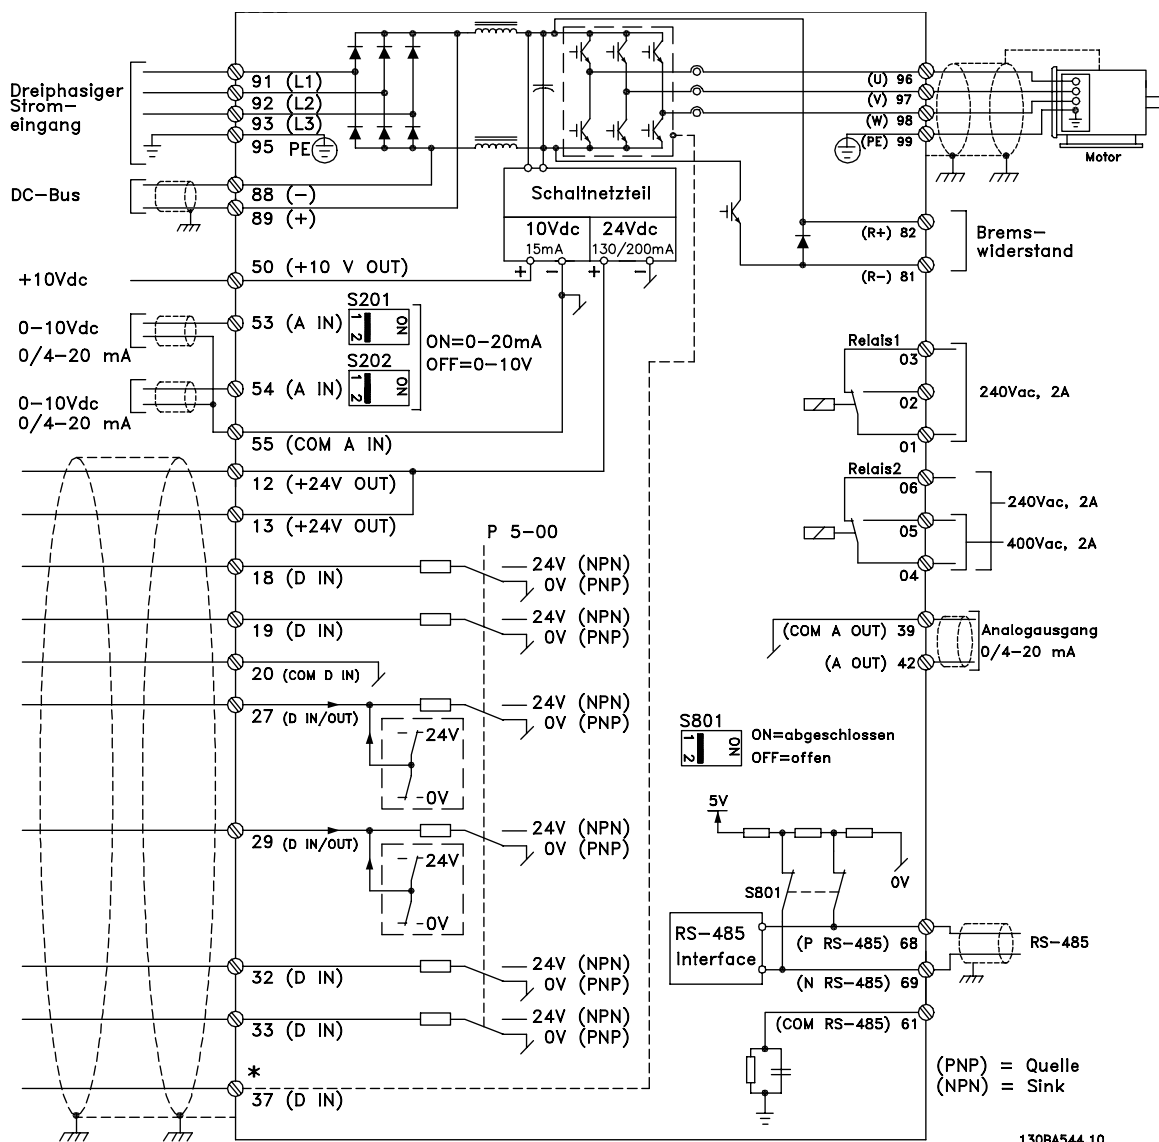 Dreiphasiger
Strom-
eingang
91 (L1)
92 (L2)
93 (L3)
95 PE
DC-Bus
88 (-)
89 (+)
Schaltnetzteil
10Vdc
15mA
24Vdc
130/200mA
+ - + -
+10Vdc
50 (+10 V OUT)
0-10Vdc
0/4-20 mA
53 (A IN)
S201
1 2 ON
ON=0-20mA
OFF=0-10V
S202
1 2 ON
0-10Vdc
0/4-20 mA
54 (A IN)
55 (COM A IN)
12 (+24V OUT)
13 (+24V OUT)
P 5-00
18 (D IN)
24V (NPN)
0V (PNP)
19 (D IN)
24V (NPN)
0V (PNP)
20 (COM D IN)
27 (D IN/OUT)
24V (NPN)
0V (PNP)
24V
0V
29 (D IN/OUT)
24V (NPN)
0V (PNP)
24V
0V
32 (D IN)
24V (NPN)
0V (PNP)
33 (D IN)
24V (NPN)
0V (PNP)
*
37 (D IN)
(U) 96
(V) 97
(W) 98
(PE) 99
Motor
(R+) 82
(R-) 81
Brems-
widerstand
Relais1
03
02
01
240Vac, 2A
Relais2
06
05
04
240Vac, 2A
400Vac, 2A
(COM A OUT) 39
(A OUT) 42
Analogausgang
0/4-20 mA
S801
1 2 ON
ON=abgeschlossen
OFF=offen
5V
0V
S801
RS-485
Interface
(P RS-485) 68
(N RS-485) 69
(COM RS-485) 61
RS-485
(PNP) = Quelle
(NPN) = Sink
130BA544.10